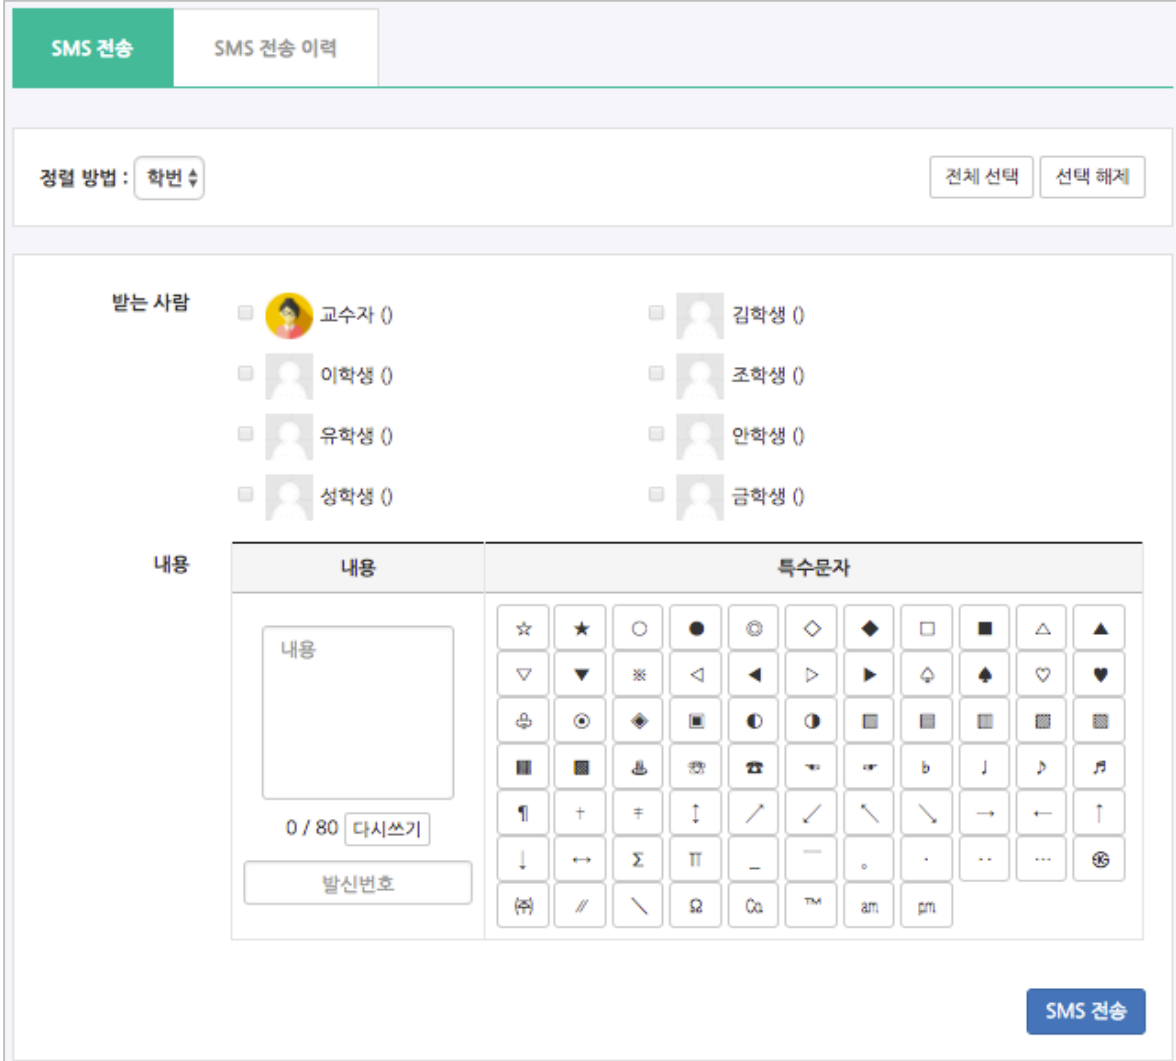 SMS 전송 SMS 전송 이력
정렬 방법 : 학번 전체 선택 선택 해제
받는 사람 교수자 () 김학생 ()
이학생 () 조학생 ()
유학생 () 안학생 ()
성학생 () 금학생 ()
내용 내용 특수문자
☆ ★ ○ ● ◎ ◇ ◆ □ ■ △ ▲
내용
▽ ▼ ※ ◁ ◀ ▷ ▶ ♤ ♠ ♡ ♥
♧ ⊙ ◈ ▣ ◐ ◑ ▒ ▤ ▥ ▨ ▧
▦ ▩ ♨ ☏ ☎ ☜ ☞ ♭ ♩ ♪ ♬
¶ † ‡ ↕ ↗ ↙ ↖ ↘ → ← ↑
0 / 80 다시쓰기
↓ ↔ Σ π _ ¯ 。 · ‥ … ㉿
발신번호
㈜ ∥ ＼ Ω ㏇ ™ ㏂ ㏘
SMS 전송